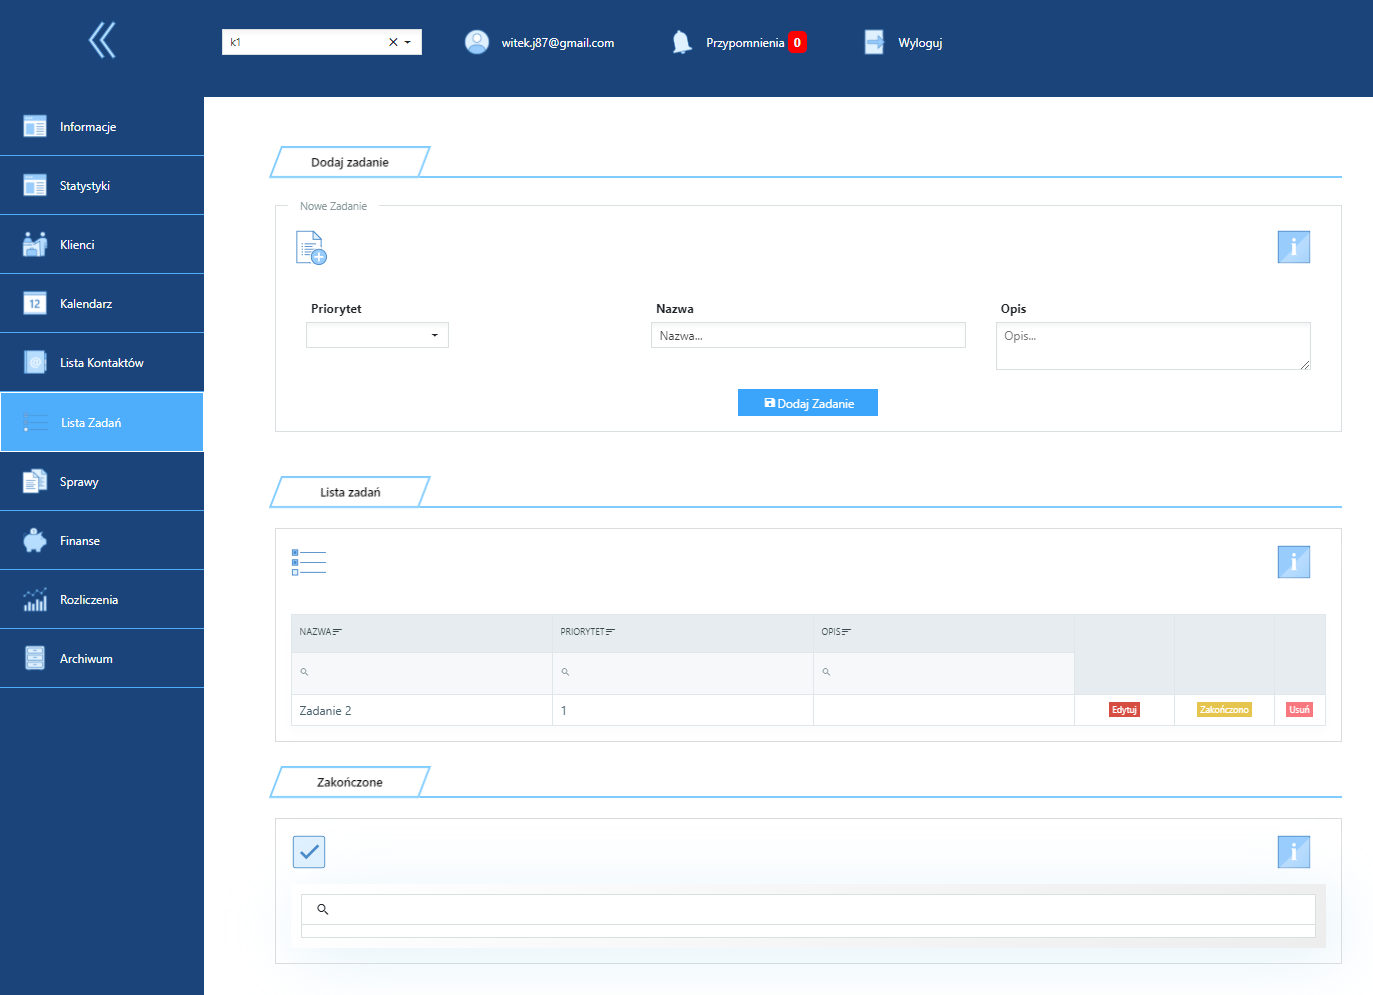 k1
witek.j87@gmail.com
Przypomnienia 0
Wyloguj
Informacje
Statystyki
Klienci
12 Kalendarz
Lista Kontaktów
Lista Zadań
Sprawy
Finanse
Rozliczenia
Archiwum
Dodaj zadanie
Nowe Zadanie
i
Priorytet Nazwa Opis
Nazwa... Opis...
Dodaj Zadanie
Lista zadań
i
NAZWA PRIORYTET OPIS
Zadanie 2 1 Edytuj Zakończono Usuń
Zakończone
i